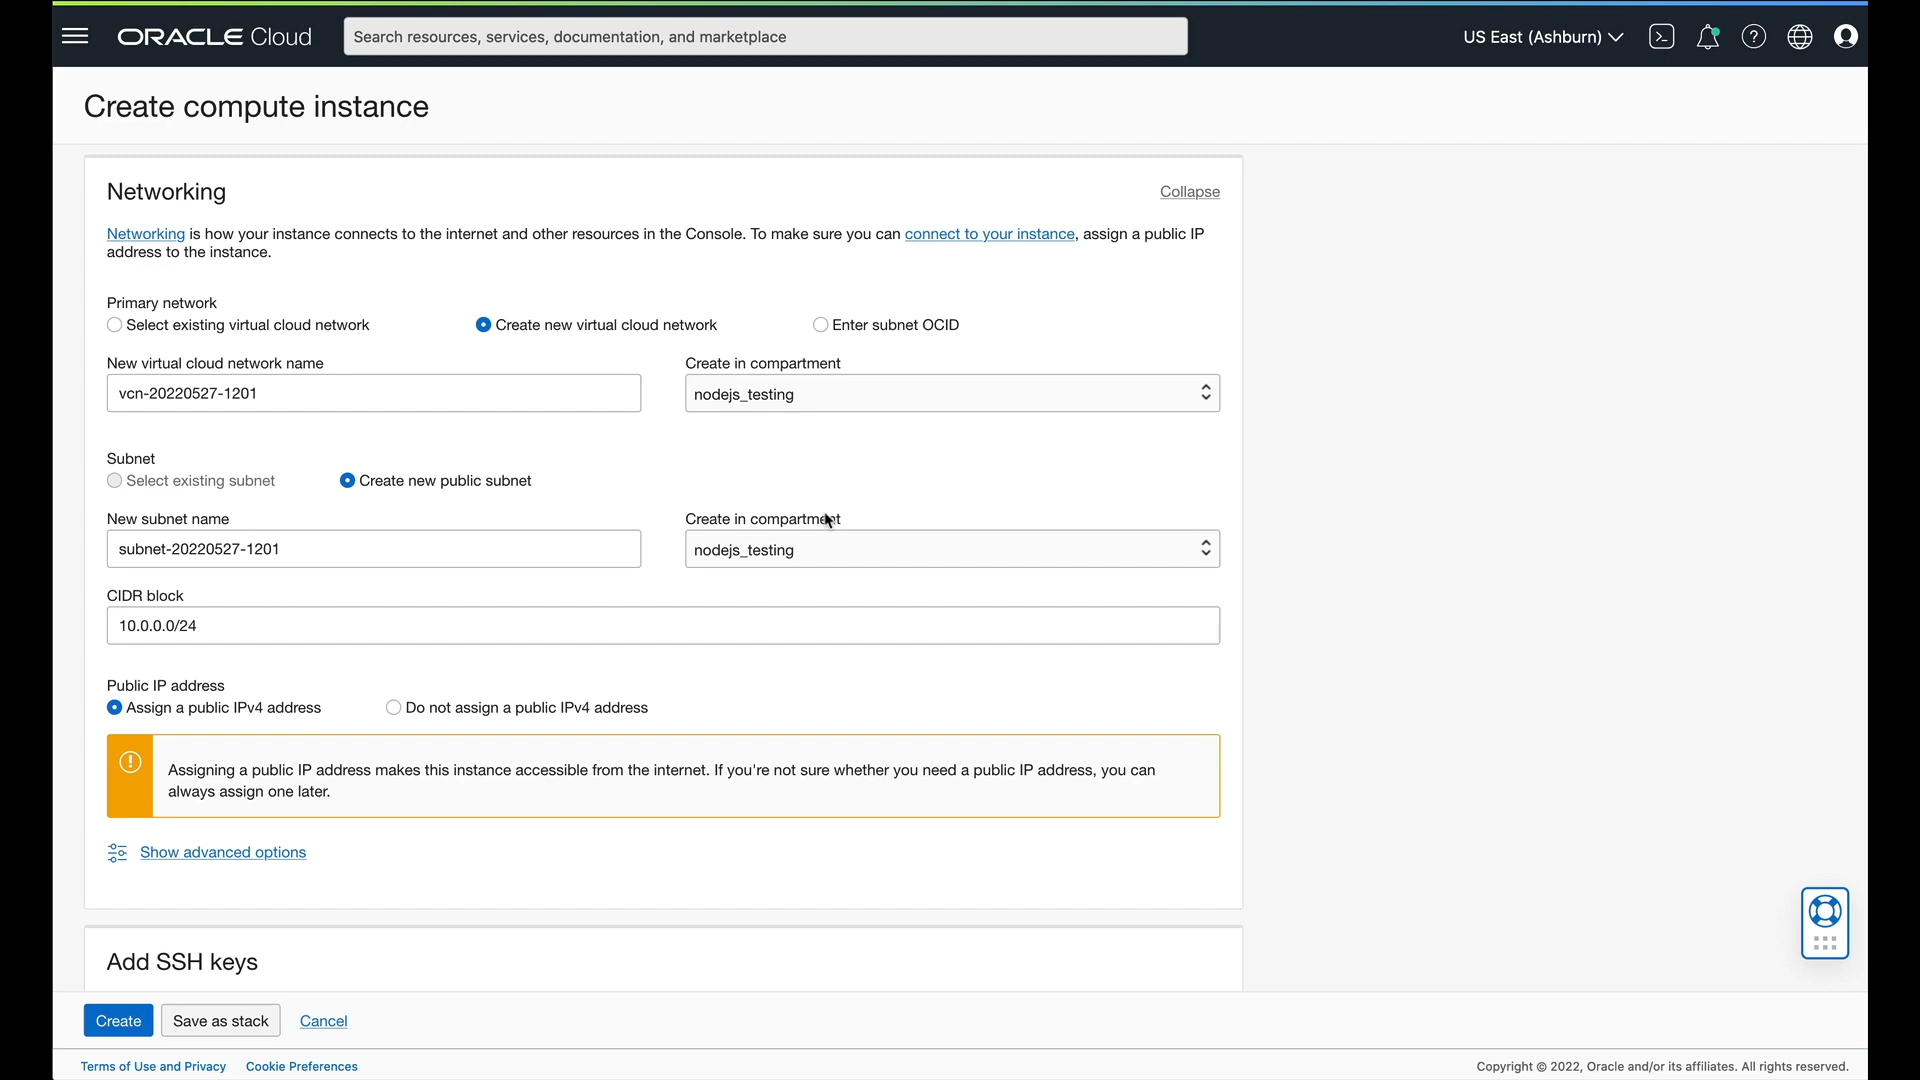 ORACLE Cloud
Search resources, services, documentation, and marketplace
US East (Ashburn)
Create compute instance
Networking
Collapse
Networking is how your instance connects to the internet and other resources in the Console. To make sure you can connect to your instance, assign a public IP
address to the instance.
Primary network
Select existing virtual cloud network
Create new virtual cloud network
Enter subnet OCID
New virtual cloud network name
Create in compartment
vcn-20220527-1201
nodejs_testing
Subnet
Select existing subnet
Create new public subnet
New subnet name
Create in compartment
subnet-20220527-1201
nodejs_testing
CIDR block
10.0.0.0/24
Public IP address
Assign a public IPv4 address
Do not assign a public IPv4 address
Assigning a public IP address makes this instance accessible from the internet. If you're not sure whether you need a public IP address, you can
always assign one later.
Show advanced options
Add SSH keys
Create
Save as stack
Cancel
Terms of Use and Privacy
Cookie Preferences
Copyright © 2022, Oracle and/or its affiliates. All rights reserved.